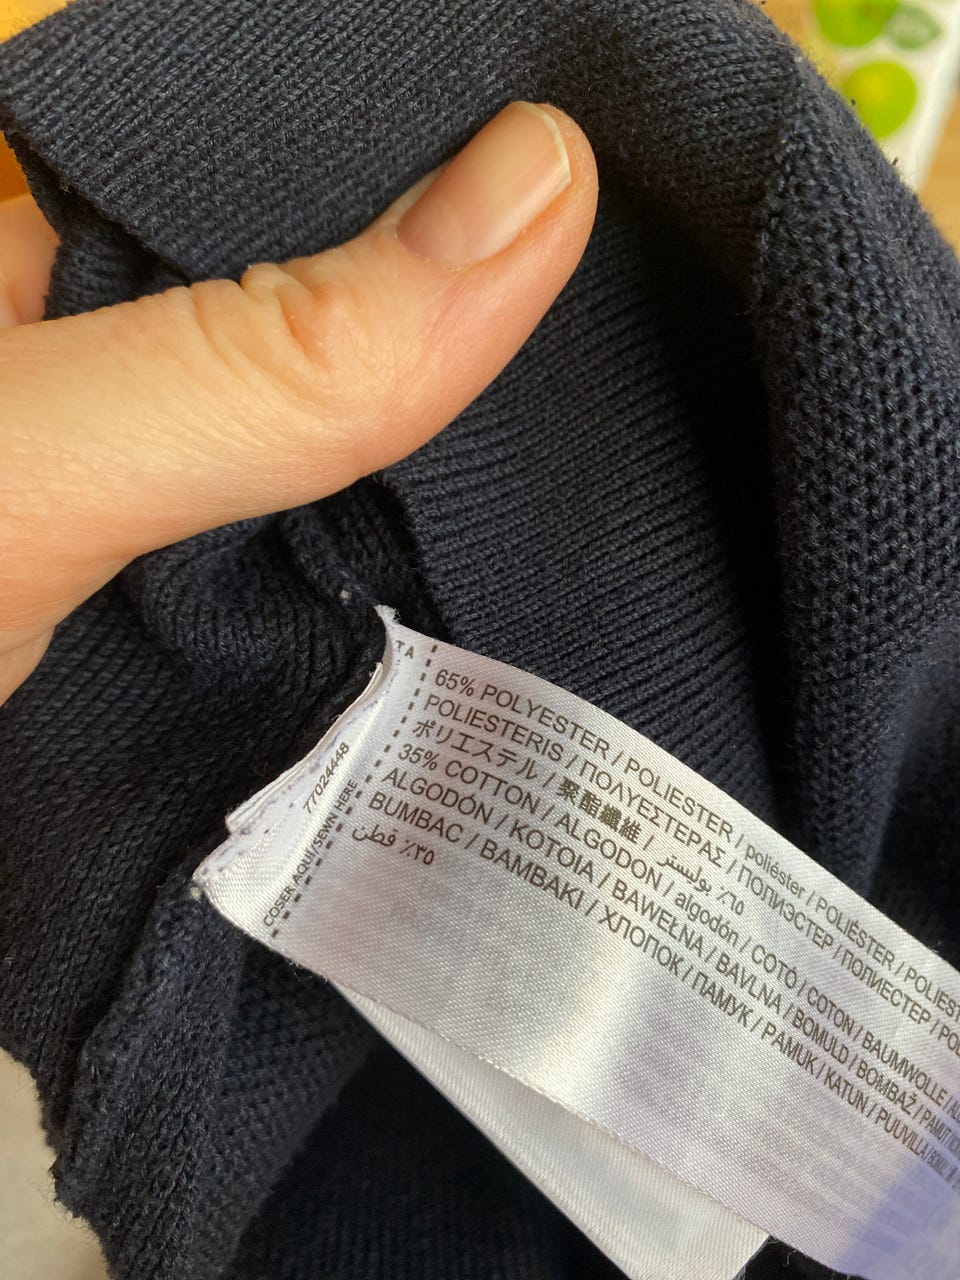 TA
77024448
COSER AQUI/SEWN HERE
65% POLYESTER / POLIESTER / poliéster / POLIÉSTER / POLIEST
POLIESTERIS / ΠΟΛΥΕΣΤΕΡΑΣ / ПОЛИЭСТЕР / ПОЛИЕСТЕР / POL
ポリエステル / 聚酯纖維 / ٦٥٪ بوليستر
35% COTTON / ALGODON / algodón / COTÓ / COTON / BAUMWOLLE
ALGODÓN / KOTOIA / BAWEŁNA / BAVLNA / BOMULD / BOMBAŽ / PAMUT
BUMBAC / BAMBAKI / ХЛОПОК / ПАМУК / PAMUK / KATUN / PUUVILLA
٣٥٪ قطن